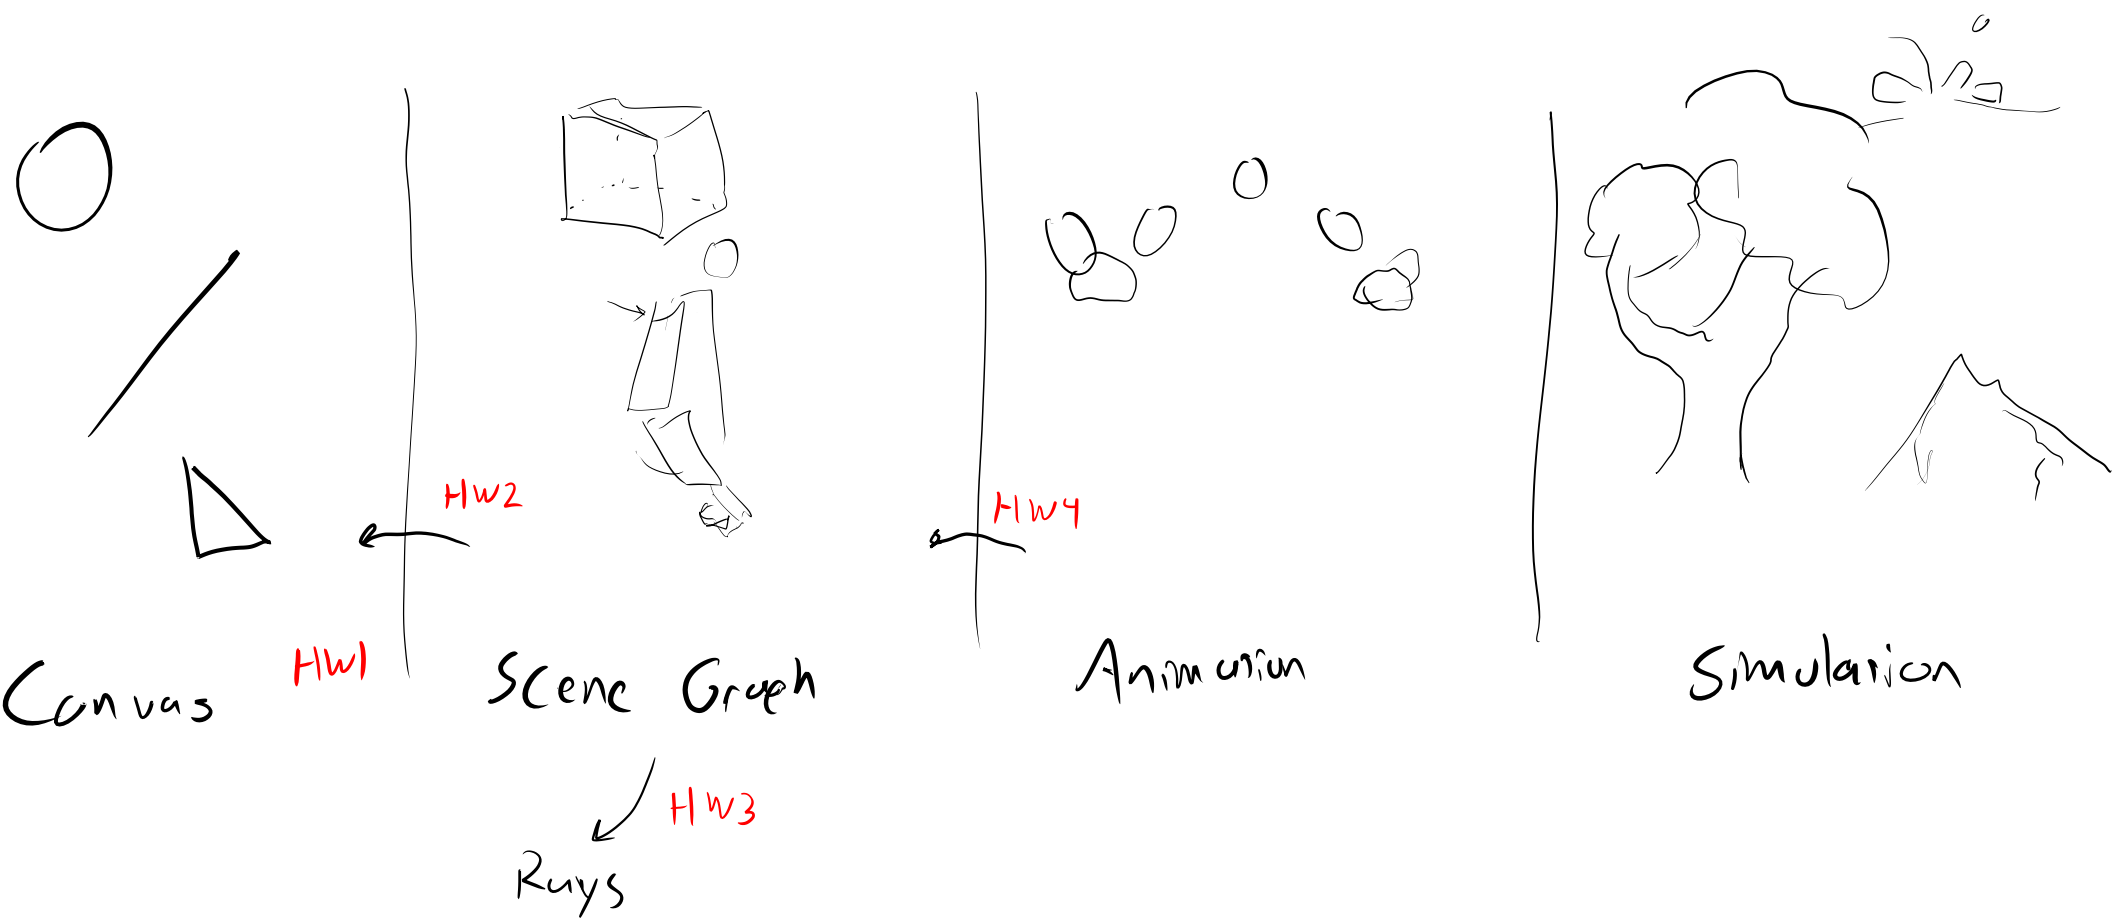 HW2
HW4
HW1
Canvas
Scene Graph
Animation
Simulation
HW3
Rays